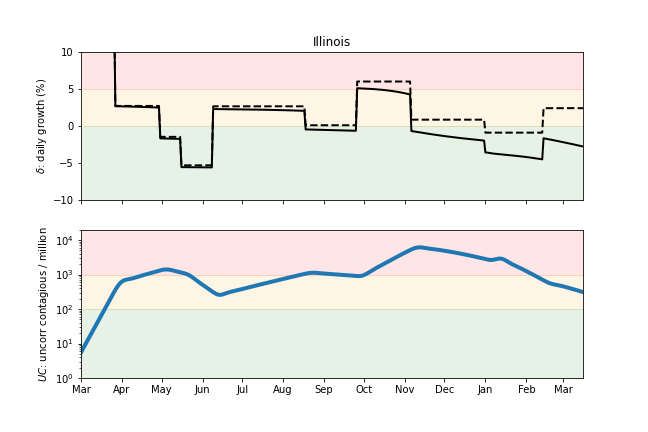 Illinois
δ: daily growth (%)
10
5
0
−5
−10
UC: uncorr contagious / million
10⁴
10³
10²
10¹
10⁰
Mar Apr May Jun Jul Aug Sep Oct Nov Dec Jan Feb Mar